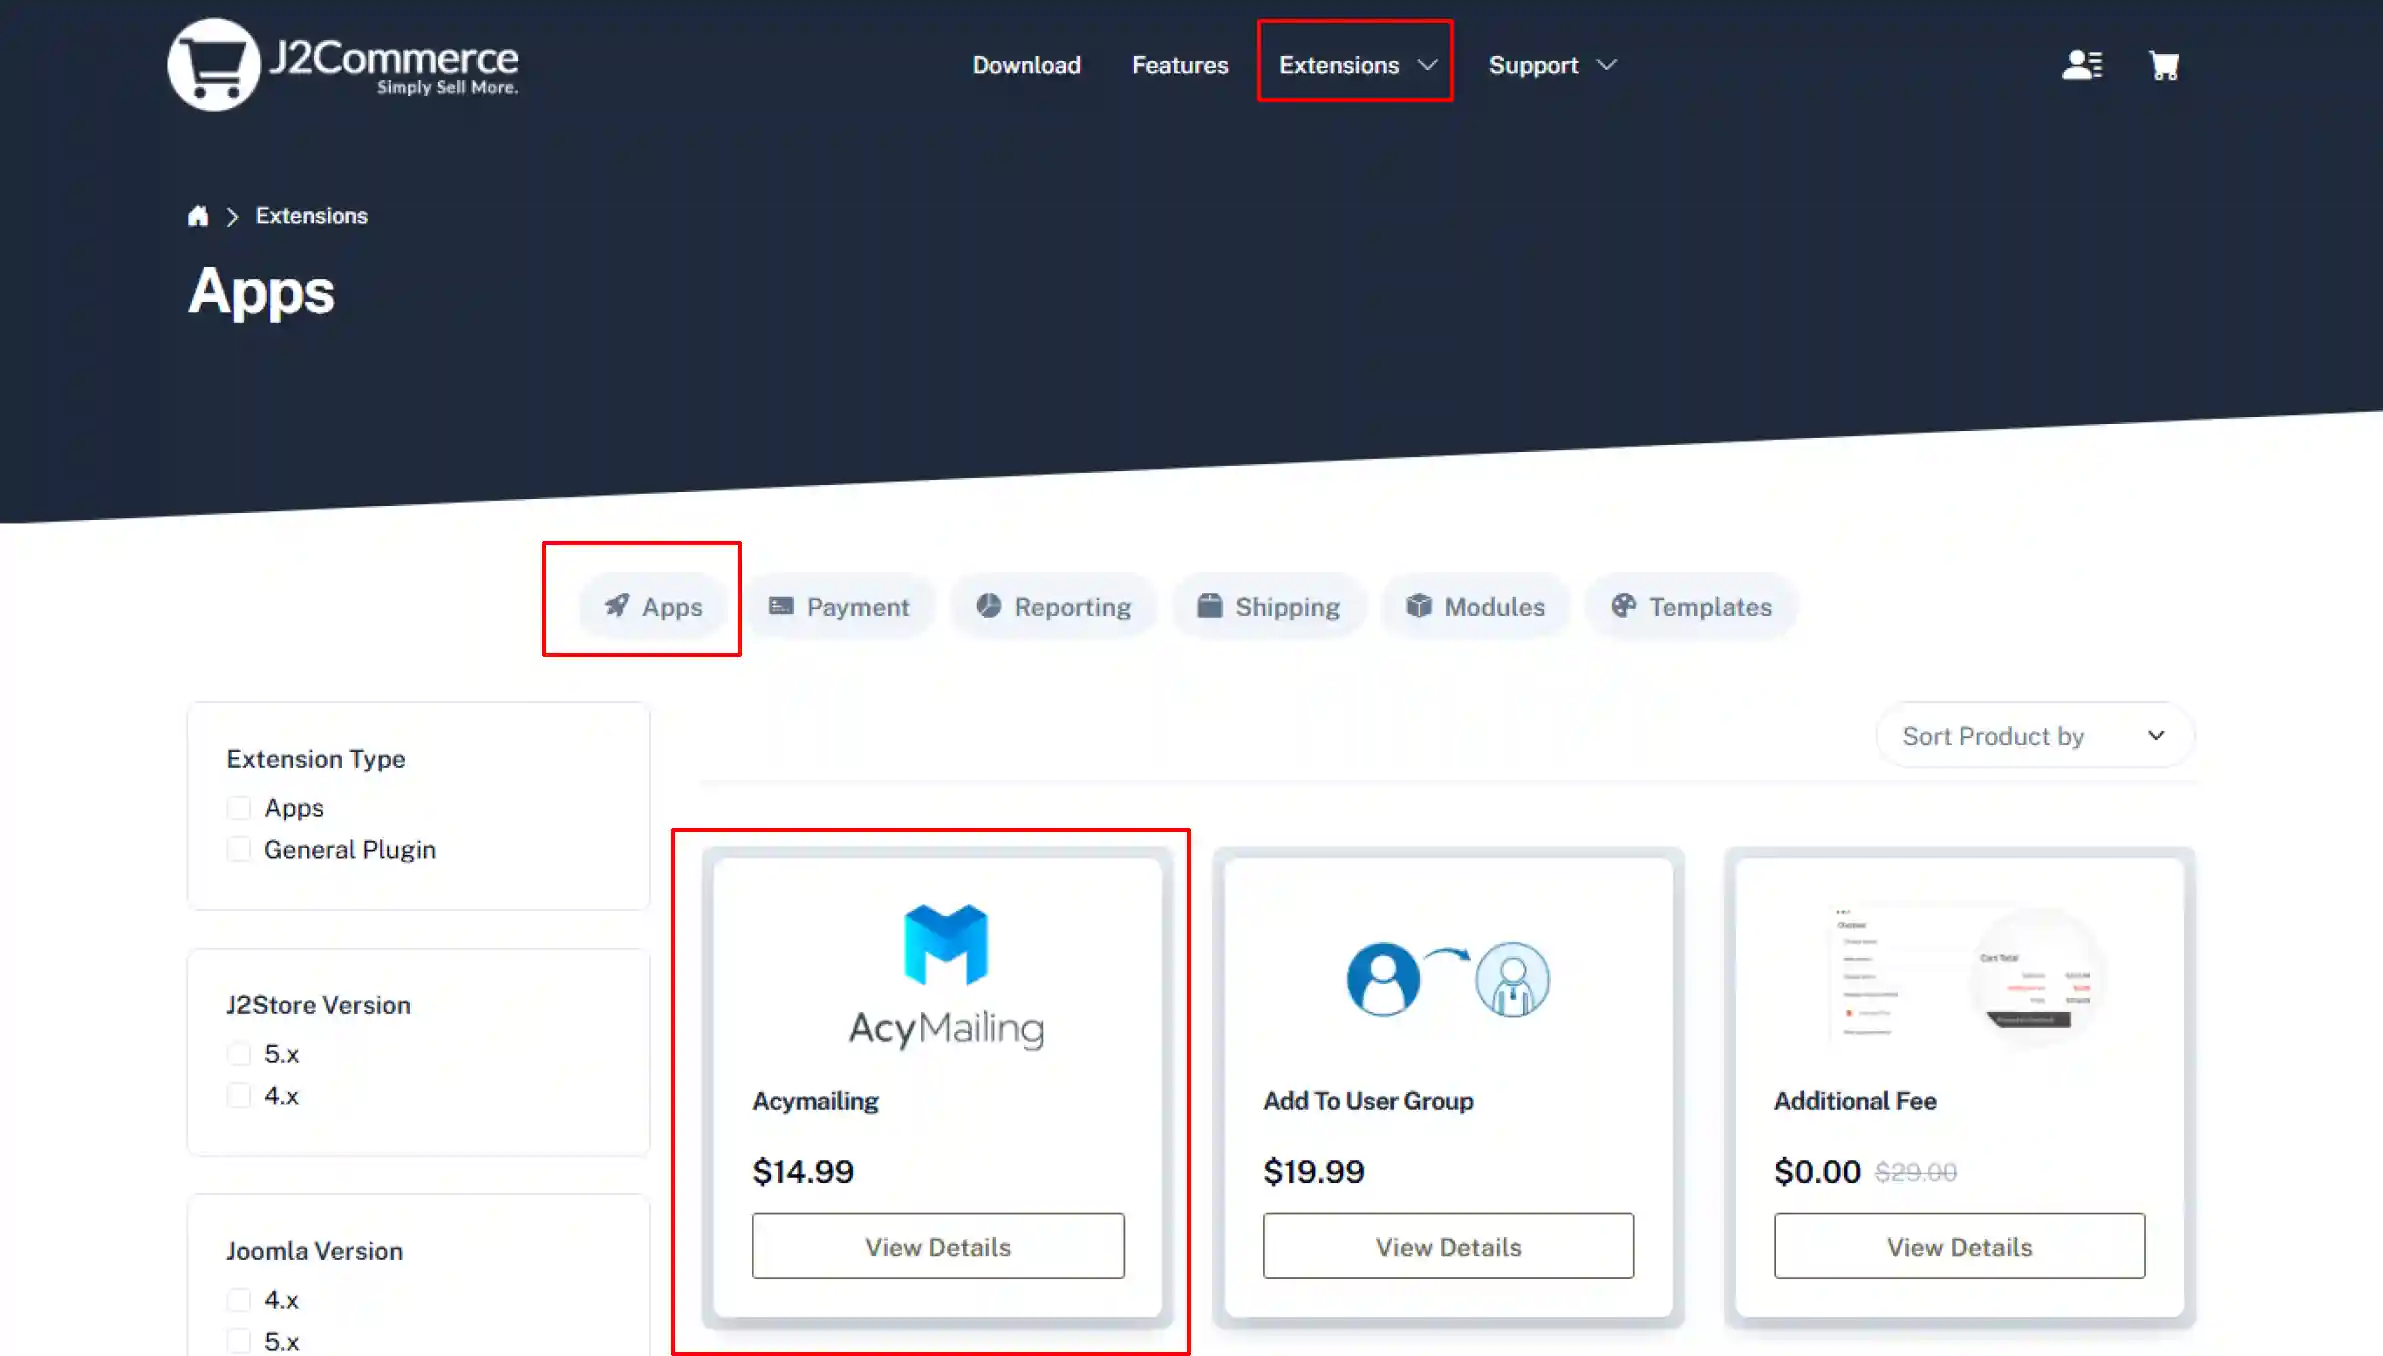 J2Commerce
Simply Sell More.
Download Features Extensions Support
Extensions
Apps
Apps Payment Reporting Shipping Modules Templates
Sort Product by
Extension Type
Apps
General Plugin
J2Store Version
5.x
4.x
Joomla Version
4.x
5.x
AcyMailing
Acymailing
$14.99
View Details
Add To User Group
$19.99
View Details
Cart Total
Additional Fee
$0.00 $29.00
View Details